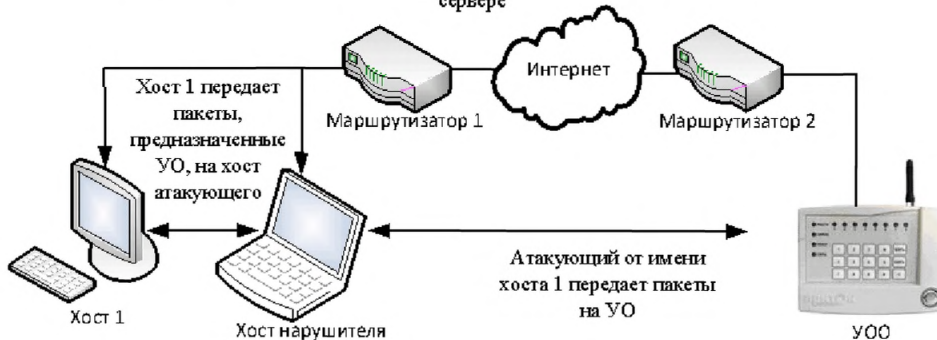 сервере
Интернет
Маршрутизатор 1
Маршрутизатор 2
Хост 1 передает
пакеты,
предназначенные
УО, на хост
атакующего
Атакующий от имени
хоста 1 передает пакеты
на УО
Хост 1
Хост нарушителя
УОО